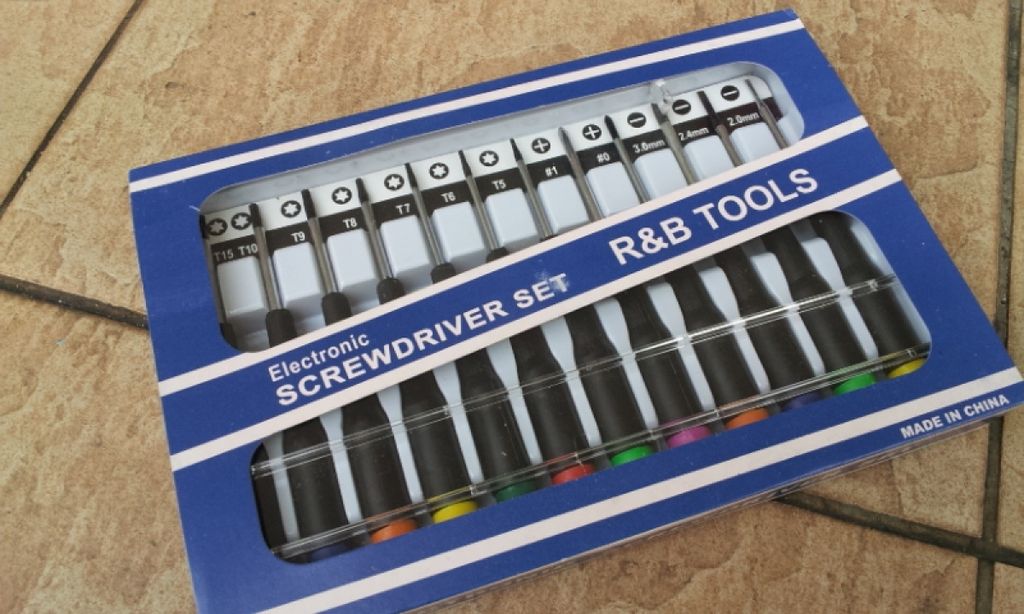 T15 T10 T9 T8 T7 T6 T5 #1 #0 3.0mm 2.4mm 2.0mm
R&B TOOLS
Electronic
SCREWDRIVER SET
MADE IN CHINA